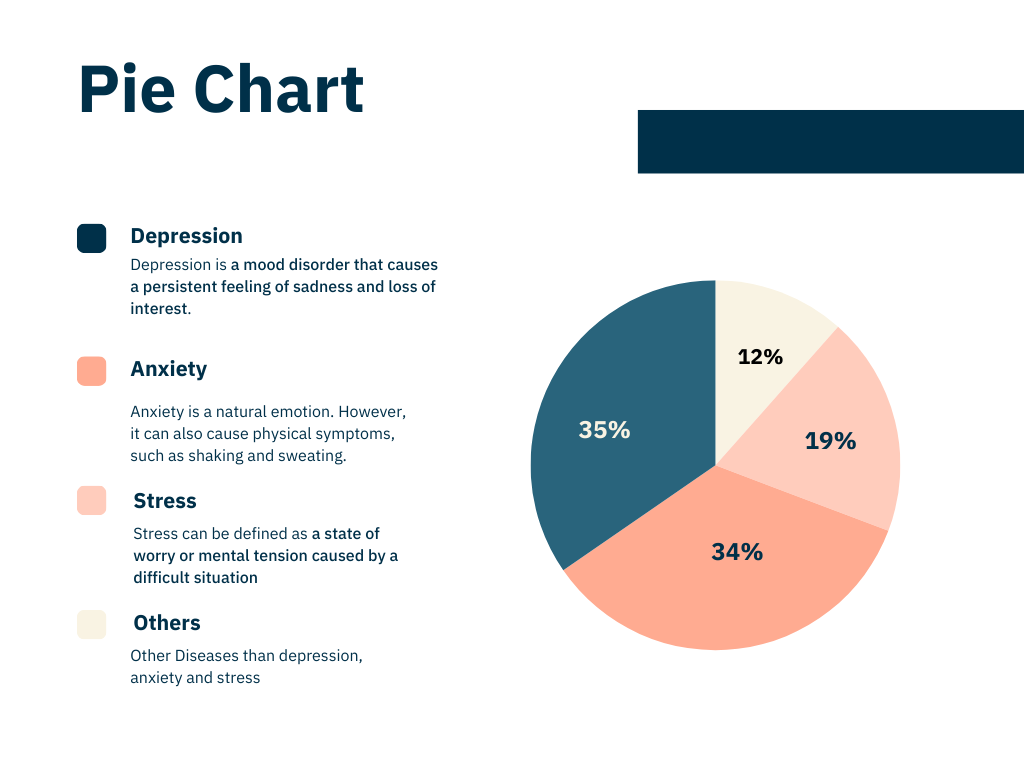 Pie Chart
Depression
Depression is a mood disorder that causes
a persistent feeling of sadness and loss of
interest.
Anxiety
Anxiety is a natural emotion. However,
it can also cause physical symptoms,
such as shaking and sweating.
Stress
Stress can be defined as a state of
worry or mental tension caused by a
difficult situation
Others
Other Diseases than depression,
anxiety and stress
12%
35%
19%
34%